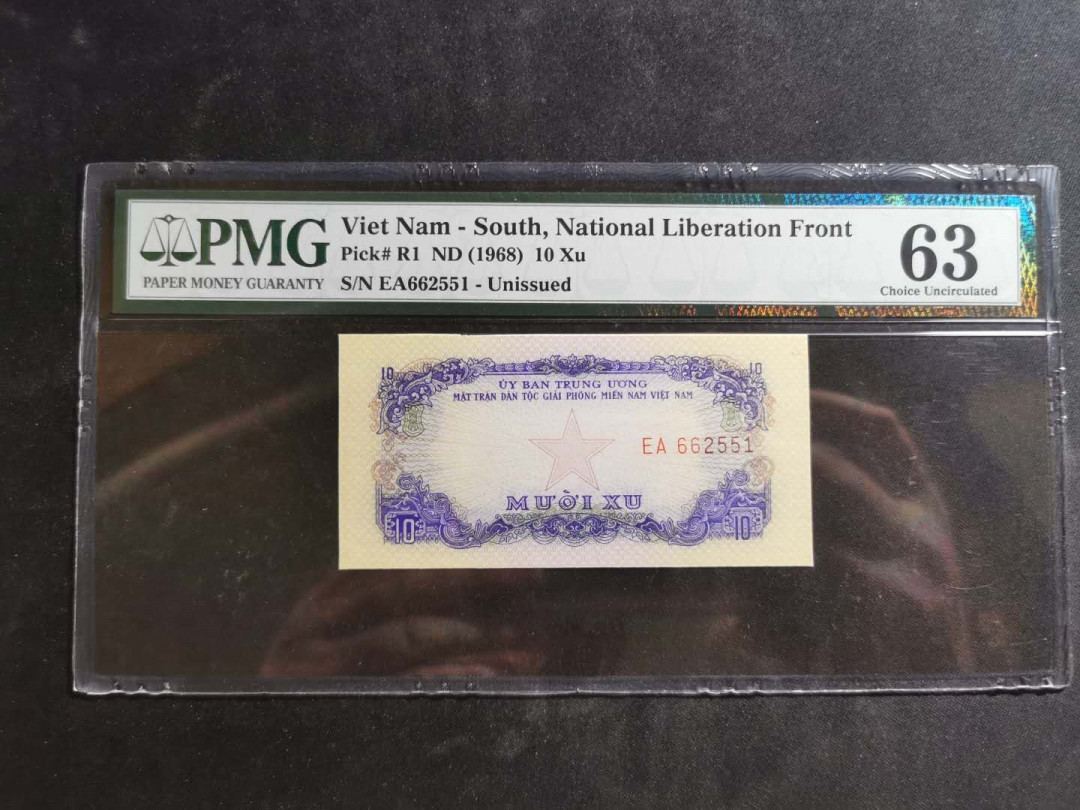 PMG
PAPER MONEY GUARANTY
Viet Nam - South, National Liberation Front
Pick# R1 ND (1968) 10 Xu
S/N EA662551 - Unissued
63
Choice Uncirculated
10 10
ỦY BAN TRUNG ƯƠNG
MẶT TRẬN DÂN TỘC GIẢI PHÓNG MIỀN NAM VIỆT NAM
EA 662551
MƯỜI XU
10 10